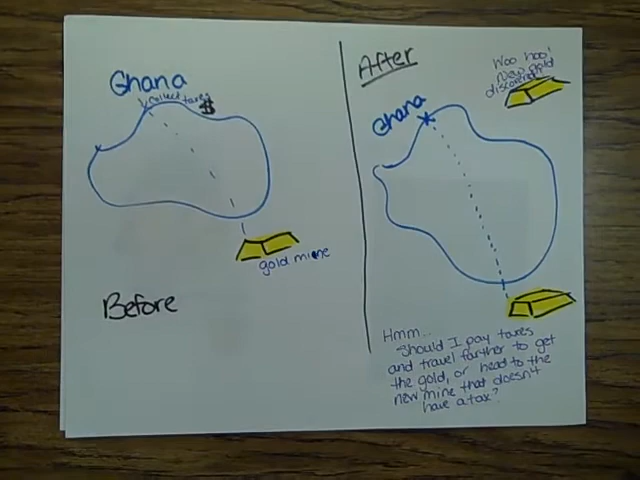 Ghana
collect taxes
$
gold mine
Before
After
Woo hoo!
New gold
discovered!
Ghana
Hmm..
Should I pay taxes
and travel farther to get
the gold, or head to the
new mine that doesn't
have a tax?